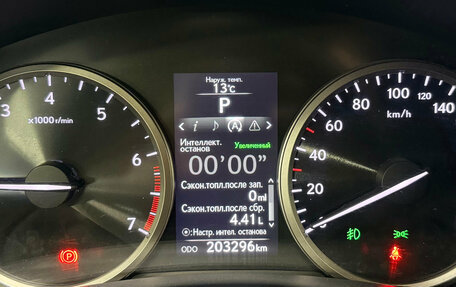 Наруж. темп.
13°C
P
< i ♪ A ⚠ >
Интеллект.
останов Увеличенный
00'00"
Сэкон.топл.после зап.
0ml
Сэкон.топл.после сбр.
4.41L
:Настр. интел. останова
ODO 203296km
3 4 5 6 7
x1000 r/min
7
P
20 40 60 80 100 120 140
km/h